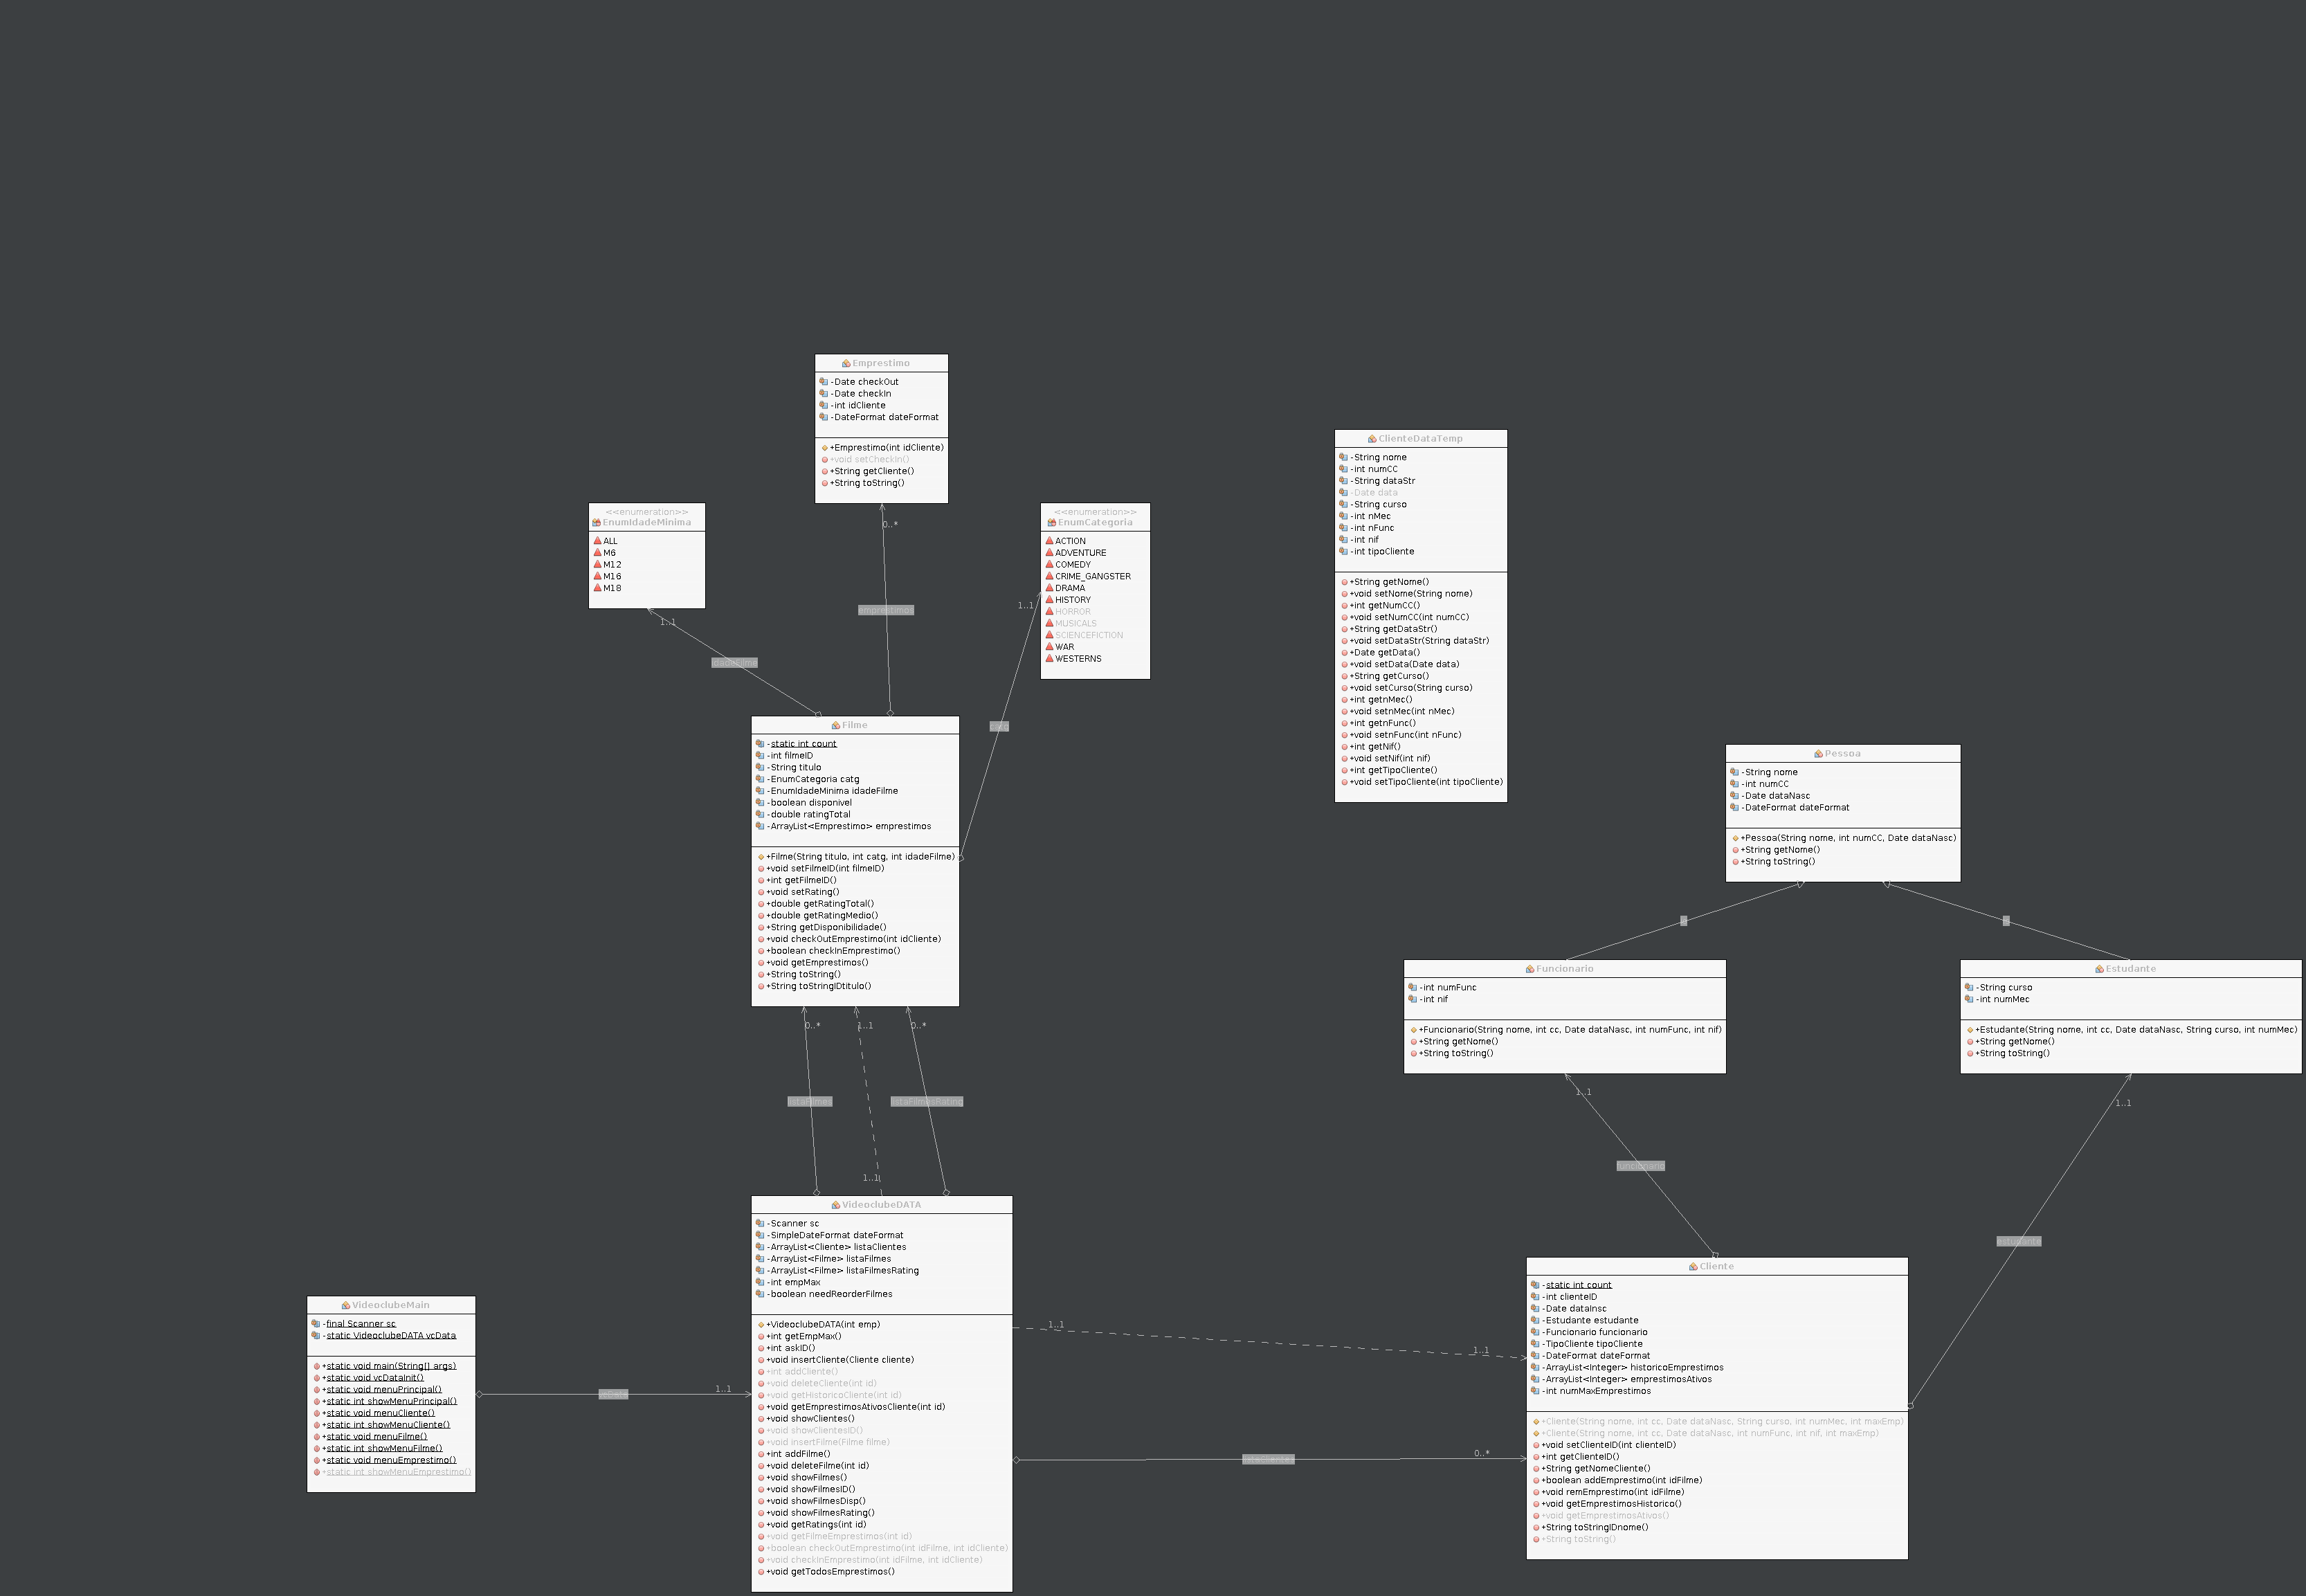 Emprestimo
-Date checkOut
-Date checkIn
-int idCliente
-DateFormat dateFormat
+Emprestimo(int idCliente)
+void setCheckIn()
+String getCliente()
+String toString()
<<enumeration>>
EnumIdadeMinima
ALL
M6
M12
M16
M18
<<enumeration>>
EnumCategoria
ACTION
ADVENTURE
COMEDY
CRIME_GANGSTER
DRAMA
HISTORY
HORROR
MUSICALS
SCIENCEFICTION
WAR
WESTERNS
ClienteDataTemp
-String nome
-int numCC
-String dataStr
-Date data
-String curso
-int nMec
-int nFunc
-int nif
-int tipoCliente
+String getNome()
+void setNome(String nome)
+int getNumCC()
+void setNumCC(int numCC)
+String getDataStr()
+void setDataStr(String dataStr)
+Date getData()
+void setData(Date data)
+String getCurso()
+void setCurso(String curso)
+int getnMec()
+void setnMec(int nMec)
+int getnFunc()
+void setnFunc(int nFunc)
+int getNif()
+void setNif(int nif)
+int getTipoCliente()
+void setTipoCliente(int tipoCliente)
0..*
emprestimos
1..1
idadeFilme
1..1
catg
Filme
-static int count
-int filmeID
-String titulo
-EnumCategoria catg
-EnumIdadeMinima idadeFilme
-boolean disponivel
-double ratingTotal
-ArrayList<Emprestimo> emprestimos
+Filme(String titulo, int catg, int idadeFilme)
+void setFilmeID(int filmeID)
+int getFilmeID()
+void setRating()
+double getRatingTotal()
+double getRatingMedio()
+String getDisponibilidade()
+void checkOutEmprestimo(int idCliente)
+boolean checkInEmprestimo()
+void getEmprestimos()
+String toString()
+String toStringIDtitulo()
Pessoa
-String nome
-int numCC
-Date dataNasc
-DateFormat dateFormat
+Pessoa(String nome, int numCC, Date dataNasc)
+String getNome()
+String toString()
Funcionario
-int numFunc
-int nif
+Funcionario(String nome, int cc, Date dataNasc, int numFunc, int nif)
+String getNome()
+String toString()
Estudante
-String curso
-int numMec
+Estudante(String nome, int cc, Date dataNasc, String curso, int numMec)
+String getNome()
+String toString()
0..*
1..1
0..*
listaFilmes
listaFilmesRating
1..1
1..1
funcionario
1..1
estudante
VideoclubeDATA
-Scanner sc
-SimpleDateFormat dateFormat
-ArrayList<Cliente> listaClientes
-ArrayList<Filme> listaFilmes
-ArrayList<Filme> listaFilmesRating
-int empMax
-boolean needReorderFilmes
+VideoclubeDATA(int emp)
+int getEmpMax()
+int askID()
+void insertCliente(Cliente cliente)
+int addCliente()
+void deleteCliente(int id)
+void getHistoricoCliente(int id)
+void getEmprestimosAtivosCliente(int id)
+void showClientes()
+void showClientesID()
+void insertFilme(Filme filme)
+int addFilme()
+void deleteFilme(int id)
+void showFilmes()
+void showFilmesID()
+void showFilmesDisp()
+void showFilmesRating()
+void getRatings(int id)
+void getFilmeEmprestimos(int id)
+boolean checkOutEmprestimo(int idFilme, int idCliente)
+void checkInEmprestimo(int idFilme, int idCliente)
+void getTodosEmprestimos()
VideoclubeMain
-final Scanner sc
-static VideoclubeDATA vcData
+static void main(String[] args)
+static void vcDataInit()
+static void menuPrincipal()
+static int showMenuPrincipal()
+static void menuCliente()
+static int showMenuCliente()
+static void menuFilme()
+static int showMenuFilme()
+static void menuEmprestimo()
+static int showMenuEmprestimo()
vcData
1..1
1..1
1..1
listaClientes
0..*
Cliente
-static int count
-int clienteID
-Date dataInsc
-Estudante estudante
-Funcionario funcionario
-TipoCliente tipoCliente
-DateFormat dateFormat
-ArrayList<Integer> historicoEmprestimos
-ArrayList<Integer> emprestimosAtivos
-int numMaxEmprestimos
+Cliente(String nome, int cc, Date dataNasc, String curso, int numMec, int maxEmp)
+Cliente(String nome, int cc, Date dataNasc, int numFunc, int nif, int maxEmp)
+void setClienteID(int clienteID)
+int getClienteID()
+String getNomeCliente()
+boolean addEmprestimo(int idFilme)
+void remEmprestimo(int idFilme)
+void getEmprestimosHistorico()
+void getEmprestimosAtivos()
+String toStringIDnome()
+String toString()